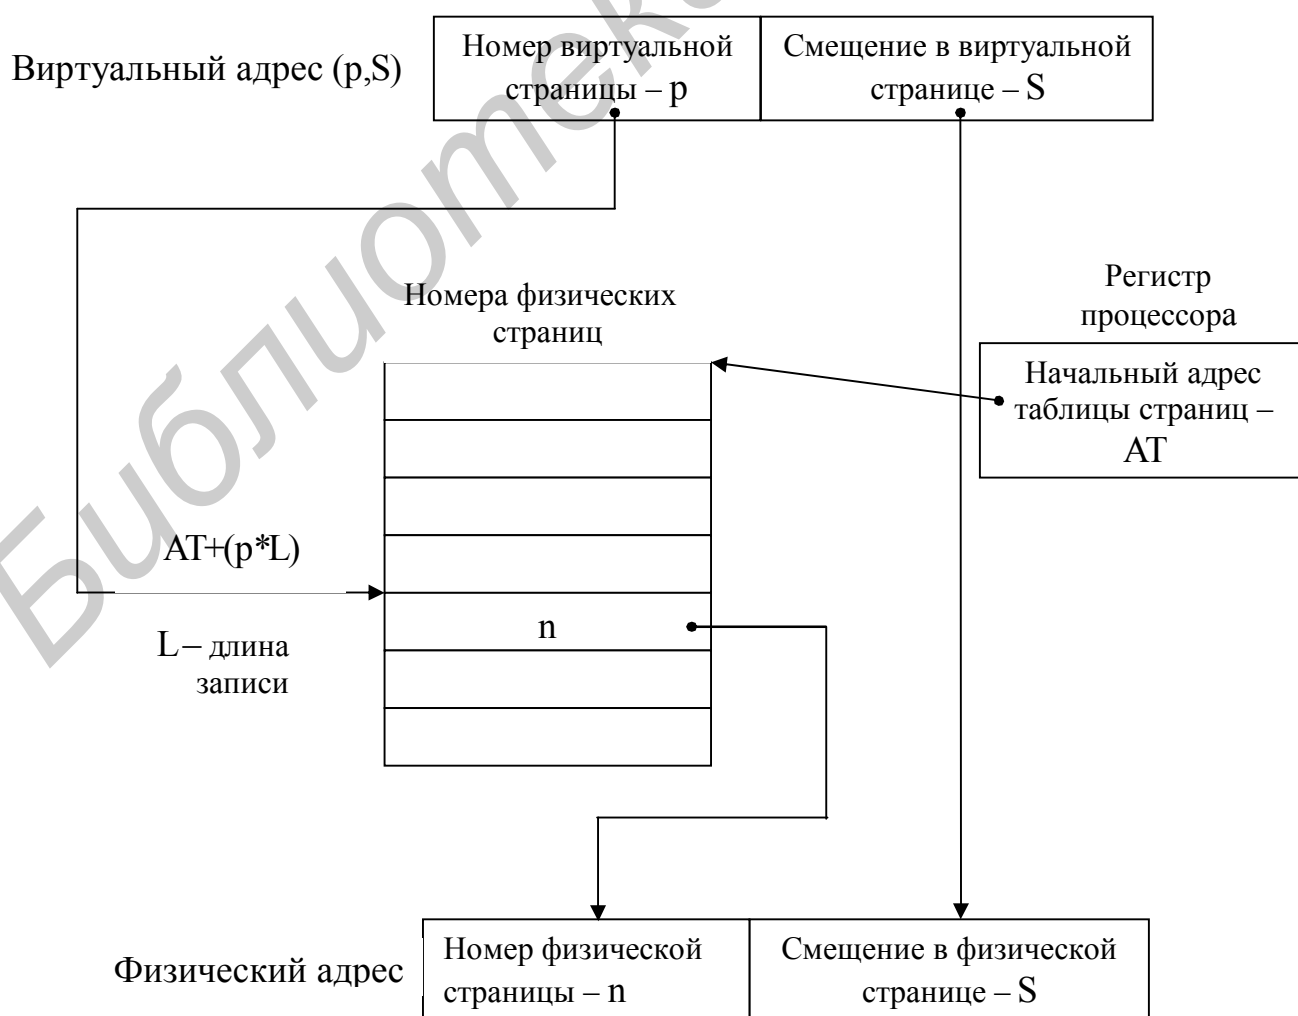 Виртуальный адрес (p,S)
Номер виртуальной
страницы – p
Смещение в виртуальной
странице – S
Номера физических
страниц
Регистр
процессора
Начальный адрес
таблицы страниц –
AT
AT+(p*L)
L – длина
записи
n
Физический адрес
Номер физической
страницы – n
Смещение в физической
странице – S
Библиотека